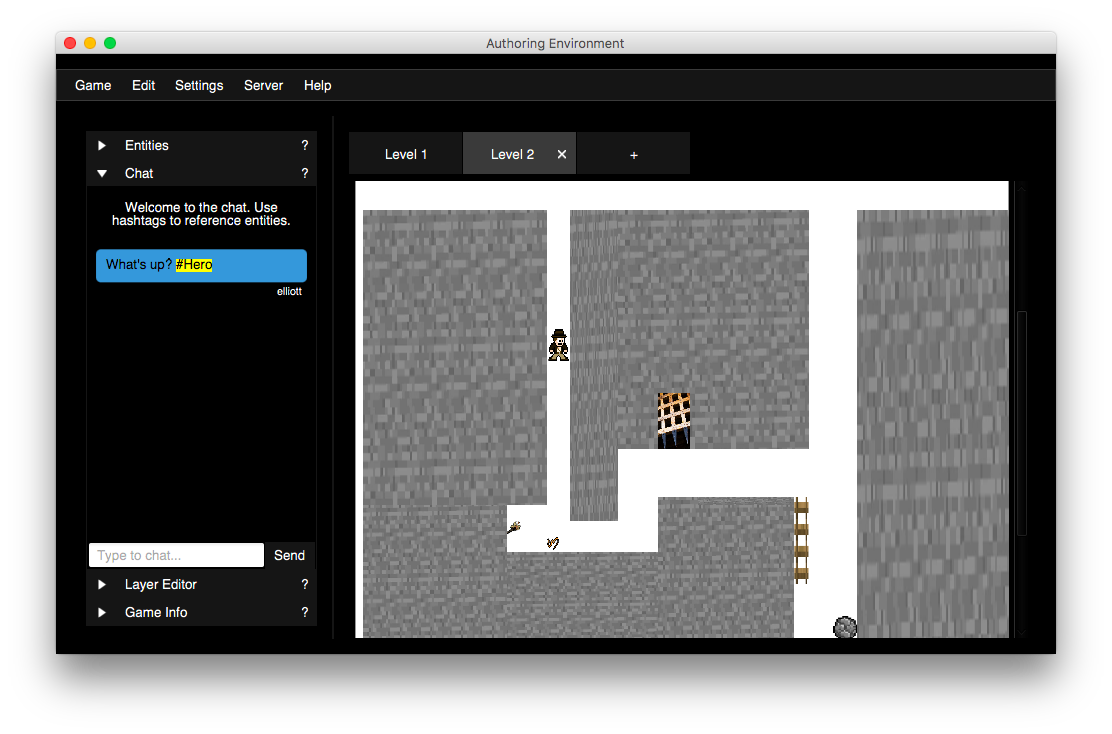 Authoring Environment
Game Edit Settings Server Help
Entities ?
Chat ?
Welcome to the chat. Use
hashtags to reference entities.
What's up? #Hero
elliott
Type to chat... Send
Layer Editor ?
Game Info ?
Level 1 Level 2 ✕ +